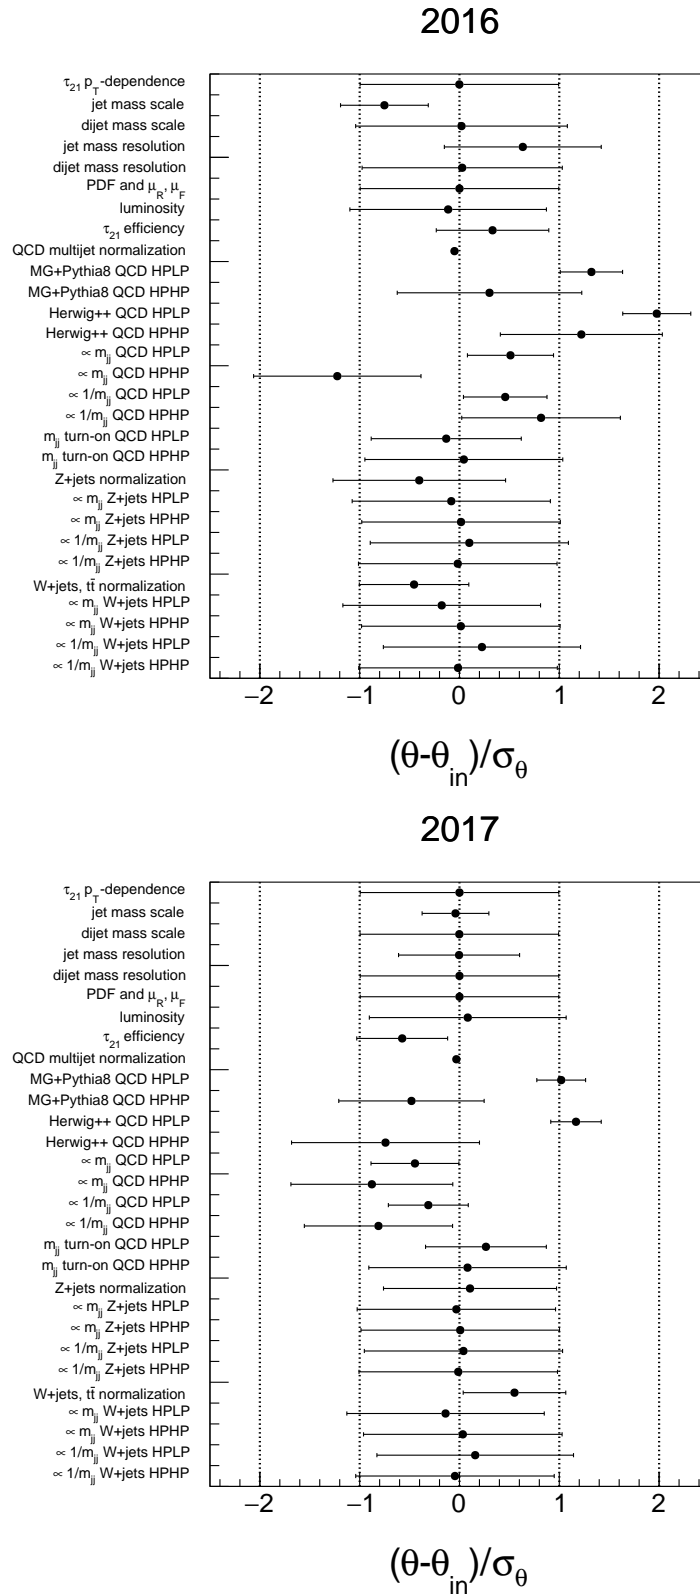 2016
τ21 pT-dependence
jet mass scale
dijet mass scale
jet mass resolution
dijet mass resolution
PDF and μR, μF
luminosity
τ21 efficiency
QCD multijet normalization
MG+Pythia8 QCD HPLP
MG+Pythia8 QCD HPHP
Herwig++ QCD HPLP
Herwig++ QCD HPHP
∝ mjj QCD HPLP
∝ mjj QCD HPHP
∝ 1/mjj QCD HPLP
∝ 1/mjj QCD HPHP
mjj turn-on QCD HPLP
mjj turn-on QCD HPHP
Z+jets normalization
∝ mjj Z+jets HPLP
∝ mjj Z+jets HPHP
∝ 1/mjj Z+jets HPLP
∝ 1/mjj Z+jets HPHP
W+jets, tt̄ normalization
∝ mjj W+jets HPLP
∝ mjj W+jets HPHP
∝ 1/mjj W+jets HPLP
∝ 1/mjj W+jets HPHP
−2 −1 0 1 2
(θ-θin)/σθ
2017
τ21 pT-dependence
jet mass scale
dijet mass scale
jet mass resolution
dijet mass resolution
PDF and μR, μF
luminosity
τ21 efficiency
QCD multijet normalization
MG+Pythia8 QCD HPLP
MG+Pythia8 QCD HPHP
Herwig++ QCD HPLP
Herwig++ QCD HPHP
∝ mjj QCD HPLP
∝ mjj QCD HPHP
∝ 1/mjj QCD HPLP
∝ 1/mjj QCD HPHP
mjj turn-on QCD HPLP
mjj turn-on QCD HPHP
Z+jets normalization
∝ mjj Z+jets HPLP
∝ mjj Z+jets HPHP
∝ 1/mjj Z+jets HPLP
∝ 1/mjj Z+jets HPHP
W+jets, tt̄ normalization
∝ mjj W+jets HPLP
∝ mjj W+jets HPHP
∝ 1/mjj W+jets HPLP
∝ 1/mjj W+jets HPHP
−2 −1 0 1 2
(θ-θin)/σθ